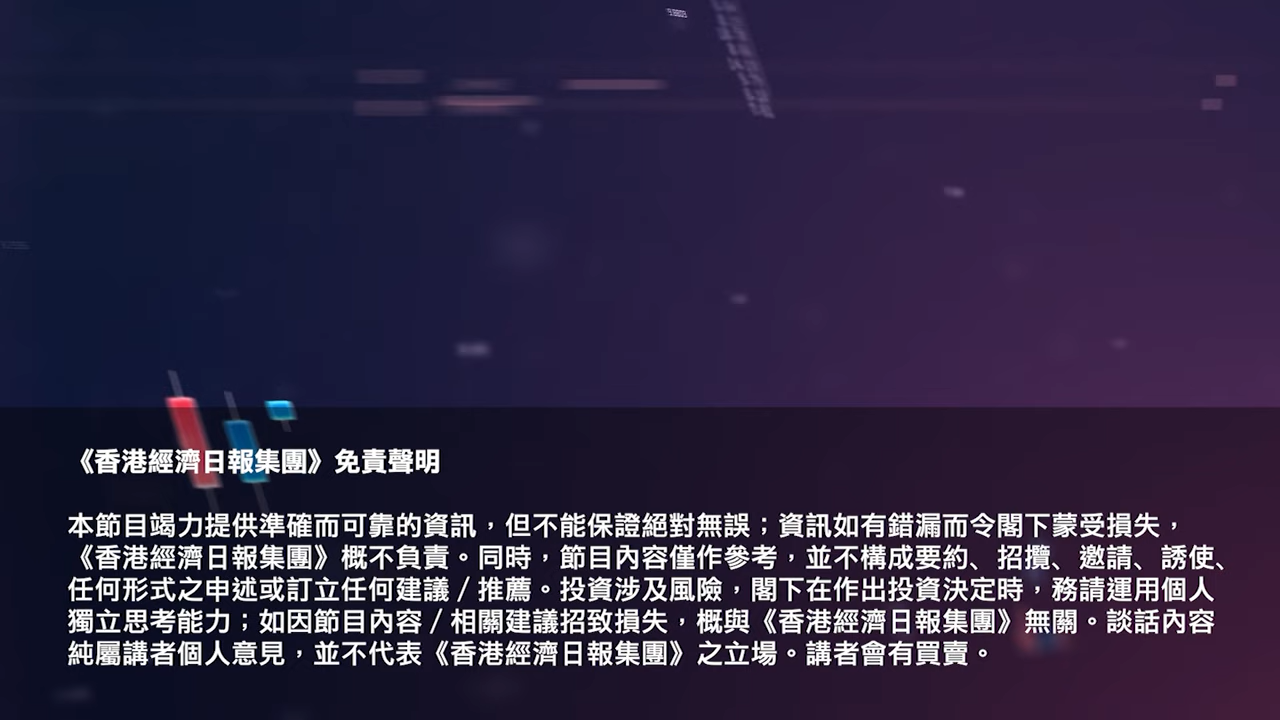 《香港經濟日報集團》免責聲明
本節目竭力提供準確而可靠的資訊，但不能保證絕對無誤；資訊如有錯漏而令閣下蒙受損失，
《香港經濟日報集團》概不負責。同時，節目內容僅作參考，並不構成要約、招攬、邀請、誘使、
任何形式之申述或訂立任何建議／推薦。投資涉及風險，閣下在作出投資決定時，務請運用個人
獨立思考能力；如因節目內容／相關建議招致損失，概與《香港經濟日報集團》無關。談話內容
純屬講者個人意見，並不代表《香港經濟日報集團》之立場。講者會有買賣。